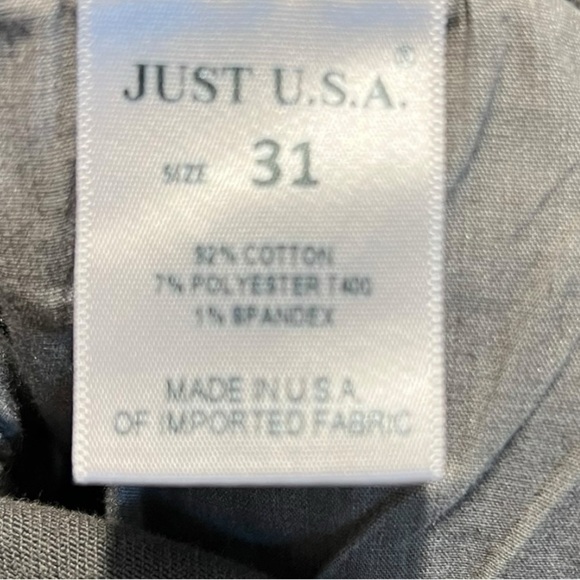 JUST U.S.A.®
SIZE 31
92% COTTON
7% POLYESTER T400
1% SPANDEX
MADE IN U.S.A.
OF IMPORTED FABRIC